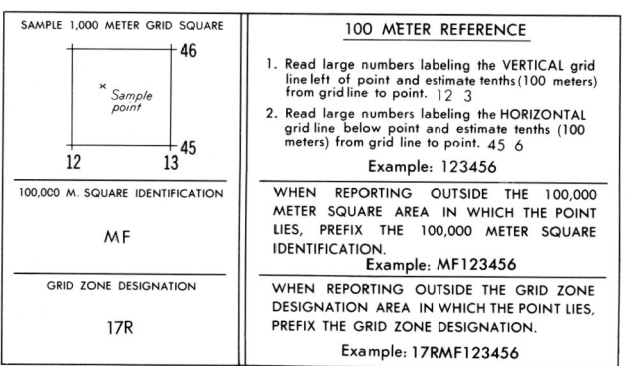 SAMPLE 1,000 METER GRID SQUARE
46
Sample
point
45
12 13
100,000 M. SQUARE IDENTIFICATION
MF
GRID ZONE DESIGNATION
17R
100 METER REFERENCE
1. Read large numbers labeling the VERTICAL grid
line left of point and estimate tenths (100 meters)
from grid line to point. 12 3
2. Read large numbers labeling the HORIZONTAL
grid line below point and estimate tenths (100
meters) from grid line to point. 45 6
Example: 123456
WHEN REPORTING OUTSIDE THE 100,000
METER SQUARE AREA IN WHICH THE POINT
LIES, PREFIX THE 100,000 METER SQUARE
IDENTIFICATION.
Example: MF123456
WHEN REPORTING OUTSIDE THE GRID ZONE
DESIGNATION AREA IN WHICH THE POINT LIES,
PREFIX THE GRID ZONE DESIGNATION.
Example: 17RMF123456